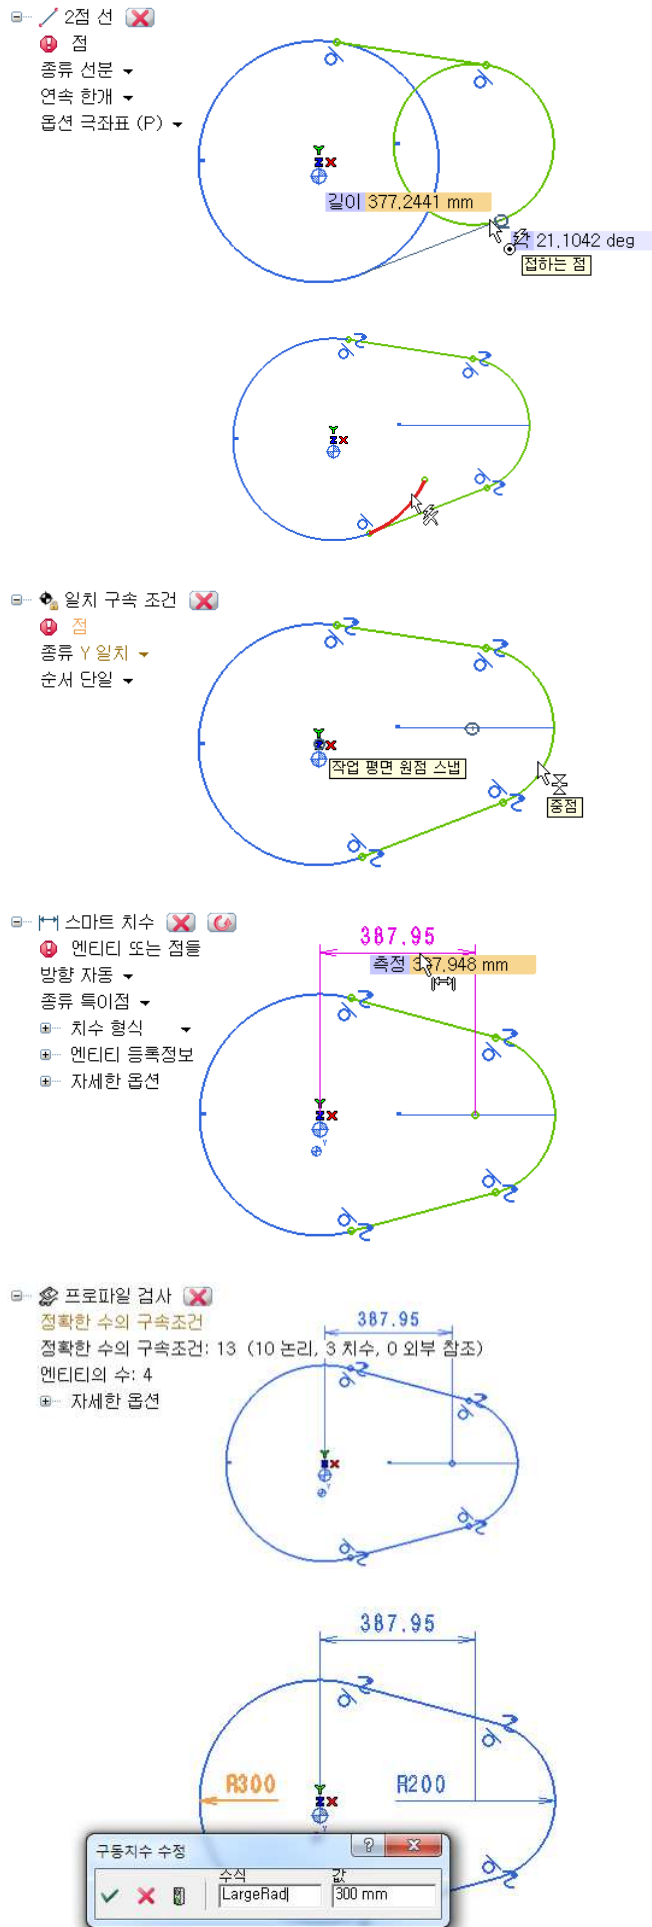 2점 선
점
종류 선분
연속 한개
옵션 극좌표 (P)
Y
Z X
길이 377,2441 mm
각 21,1042 deg
접하는 점
Y
Z X
일치 구속 조건
점
종류 Y 일치
순서 단일
Y
Z X
작업 평면 원점 스냅
중점
스마트 치수
엔티티 또는 점들
방향 자동
종류 특이점
치수 형식
엔티티 등록정보
자세한 옵션
387.95
측정 3 7,948 mm
Y
Z X
Y
프로파일 검사
정확한 수의 구속조건
정확한 수의 구속조건: 13 (10 논리, 3 치수, 0 외부 참조)
엔티티의 수: 4
자세한 옵션
387.95
Y
Z X
Y
387.95
R300
R200
Y
Z X
Y
구동치수 수정
?
수식
값
LargeRad
300 mm